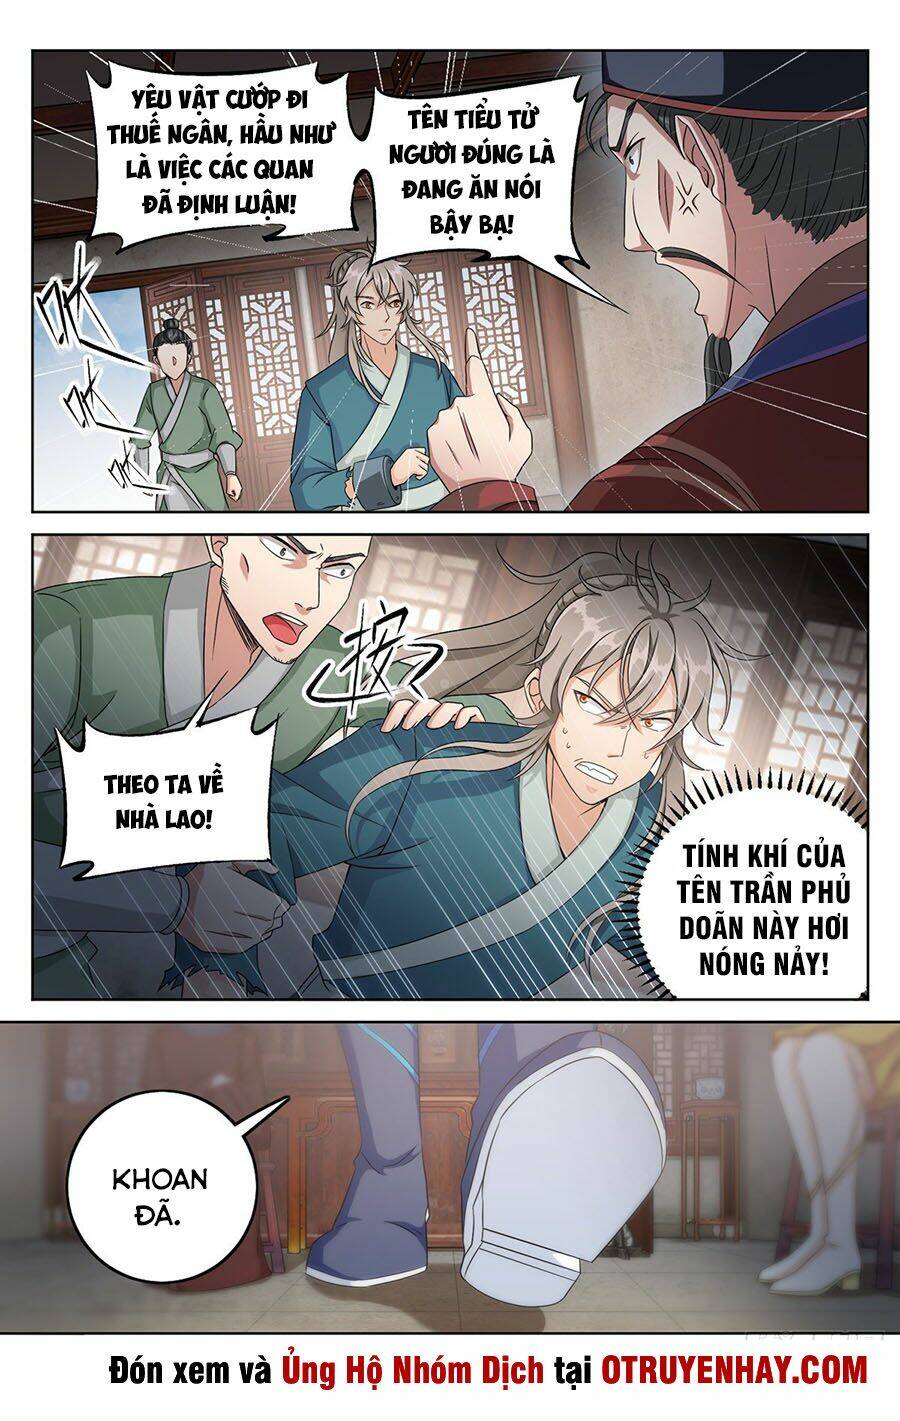 YÊU VẬT CƯỚP ĐI
THUẾ NGÂN, HẦU NHƯ
LÀ VIỆC CÁC QUAN
ĐÃ ĐỊNH LUẬN!
TÊN TIỂU TỬ
NGƯƠI ĐÚNG LÀ
ĐANG ĂN NÓI
BẬY BẠ!
按
THEO TA VỀ
NHÀ LAO!
TÍNH KHÍ CỦA
TÊN TRẦN PHỦ
DOÃN NÀY HƠI
NÓNG NẢY!
KHOAN
ĐÃ.
Đón xem và Ủng Hộ Nhóm Dịch tại OTRUYENHAY.COM